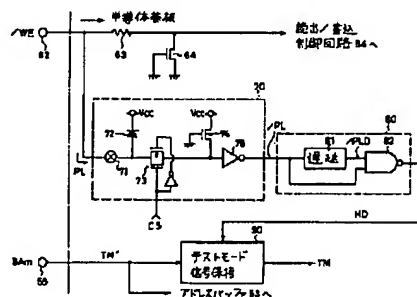 /WE
62
半導体基板
63
64
読出/書込
制御回路 84へ
70
Vcc
Vcc
72
74
/PL
71
73
76
/PL
80
81
遅延
/PLD
82
CS
HD
BAm
65
TM'
90
テストモード
信号保持
TM
アドレスバッファ 83へ